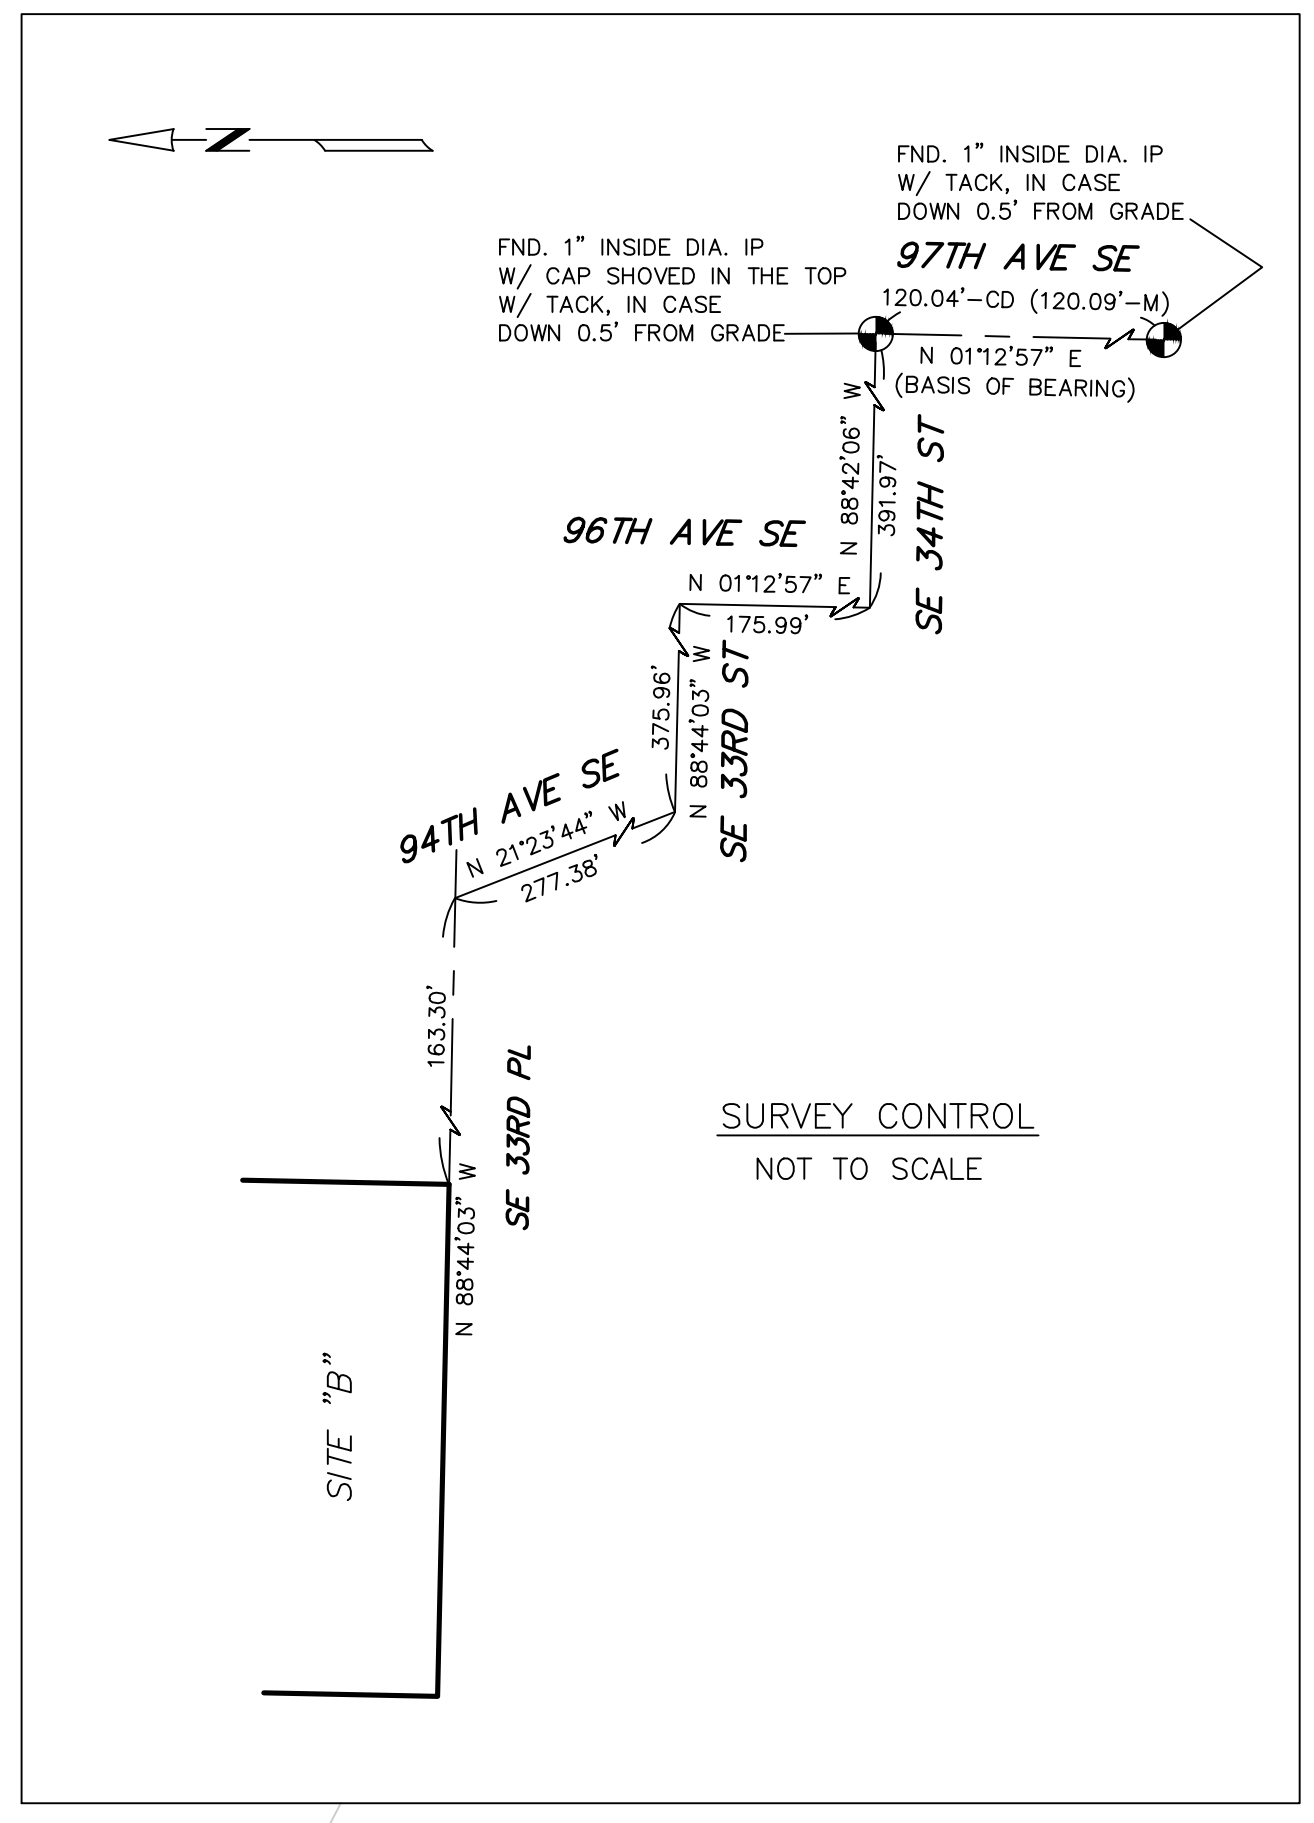 N
FND. 1" INSIDE DIA. IP
W/ TACK, IN CASE
DOWN 0.5' FROM GRADE
FND. 1" INSIDE DIA. IP
W/ CAP SHOVED IN THE TOP
W/ TACK, IN CASE
DOWN 0.5' FROM GRADE
97TH AVE SE
120.04'-CD (120.09'-M)
N 01°12'57" E
(BASIS OF BEARING)
N 88°42'06" W
391.97'
SE 34TH ST
96TH AVE SE
N 01°12'57" E
175.99'
375.96'
N 88°44'03" W
SE 33RD ST
94TH AVE SE
N 21°23'44" W
277.38'
163.30'
SE 33RD PL
N 88°44'03" W
SURVEY CONTROL
NOT TO SCALE
SITE "B"